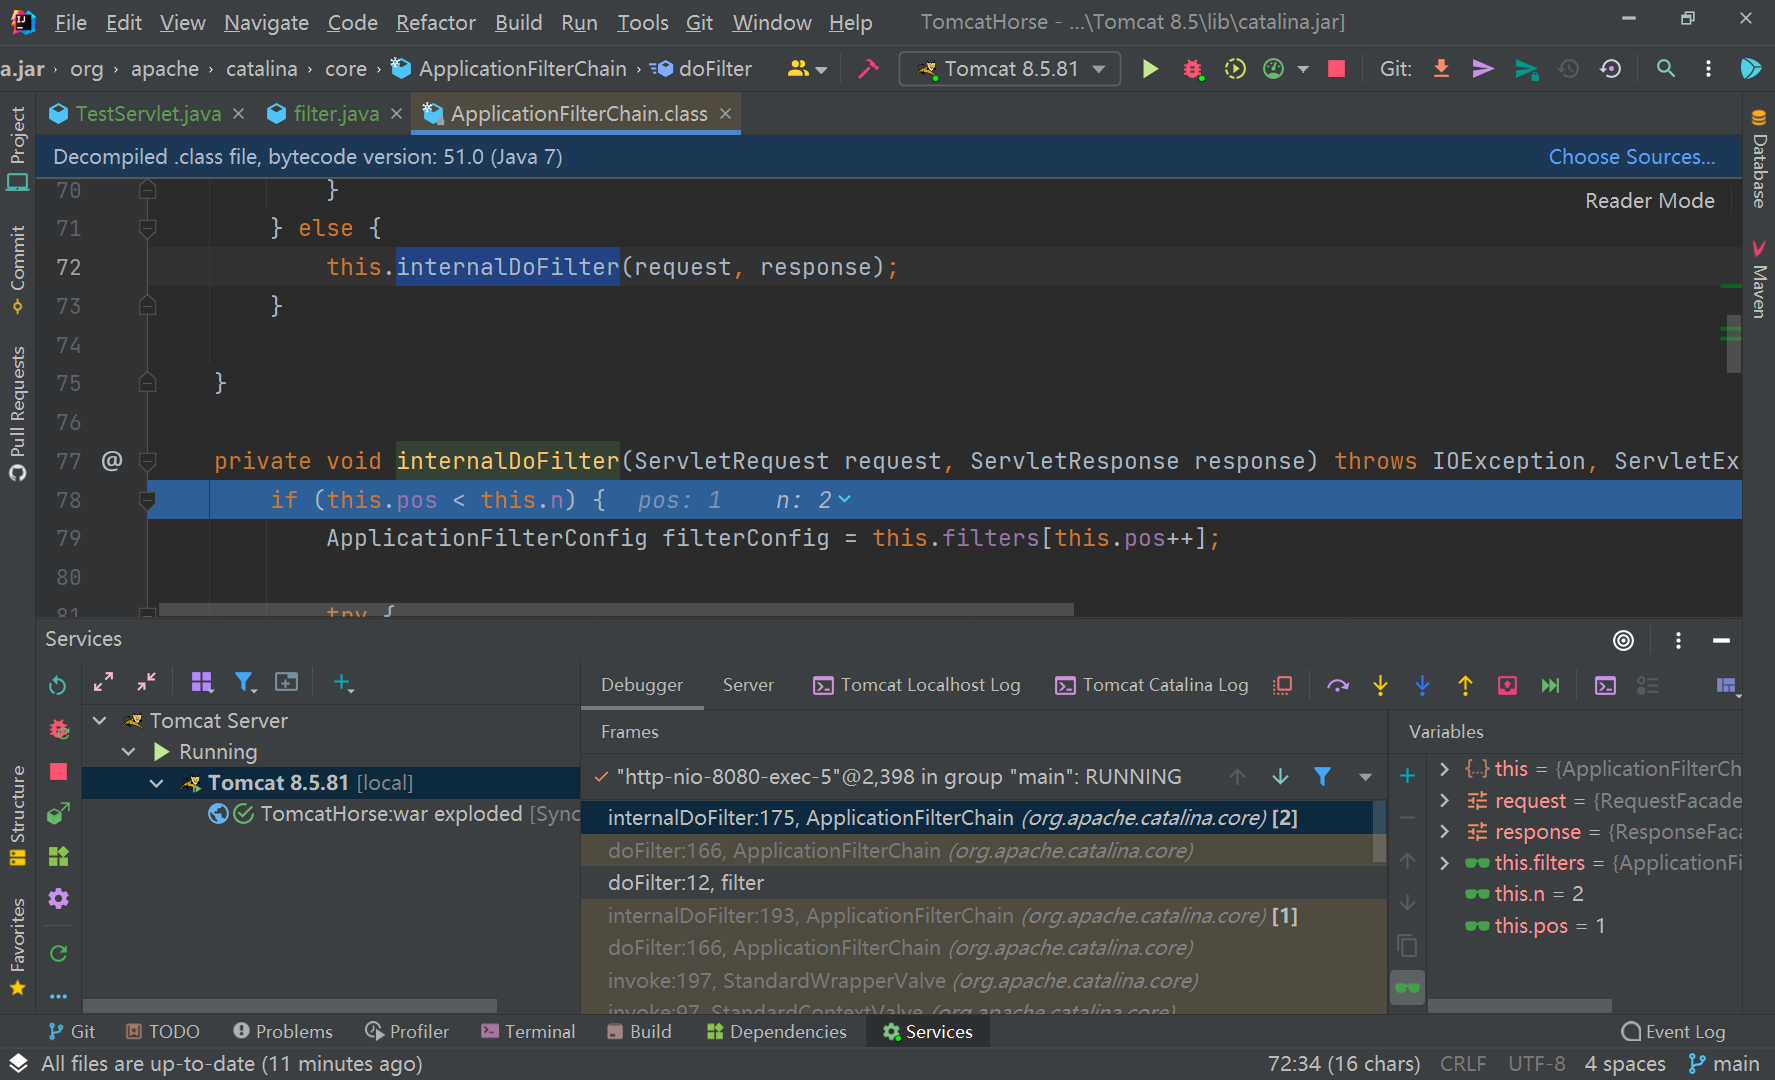 File Edit View Navigate Code Refactor Build Run Tools Git Window Help TomcatHorse - ...\Tomcat 8.5\lib\catalina.jar]
a.jar › org › apache › catalina › core › ApplicationFilterChain › doFilter Tomcat 8.5.81 Git:
TestServlet.java filter.java ApplicationFilterChain.class
Decompiled .class file, bytecode version: 51.0 (Java 7) Choose Sources...
Reader Mode
70 }
71 } else {
72 this.internalDoFilter(request, response);
73 }
74
75 }
76
77 @ private void internalDoFilter(ServletRequest request, ServletResponse response) throws IOException, ServletEx
78 if (this.pos < this.n) { pos: 1 n: 2
79 ApplicationFilterConfig filterConfig = this.filters[this.pos++];
80
81 try {
Project
Commit
Pull Requests
Structure
Favorites
Database
Maven
Services
Debugger Server Tomcat Localhost Log Tomcat Catalina Log
Tomcat Server
Running
Tomcat 8.5.81 [local]
TomcatHorse:war exploded [Sync
Frames
"http-nio-8080-exec-5"@2,398 in group "main": RUNNING
internalDoFilter:175, ApplicationFilterChain (org.apache.catalina.core) [2]
doFilter:166, ApplicationFilterChain (org.apache.catalina.core)
doFilter:12, filter
internalDoFilter:193, ApplicationFilterChain (org.apache.catalina.core) [1]
doFilter:166, ApplicationFilterChain (org.apache.catalina.core)
invoke:197, StandardWrapperValve (org.apache.catalina.core)
invoke:97, StandardContextValve (org.apache.catalina.core)
Variables
this = {ApplicationFilterCh
request = {RequestFacade
response = {ResponseFaca
this.filters = {ApplicationFi
this.n = 2
this.pos = 1
Git TODO Problems Profiler Terminal Build Dependencies Services Event Log
All files are up-to-date (11 minutes ago) 72:34 (16 chars) CRLF UTF-8 4 spaces main